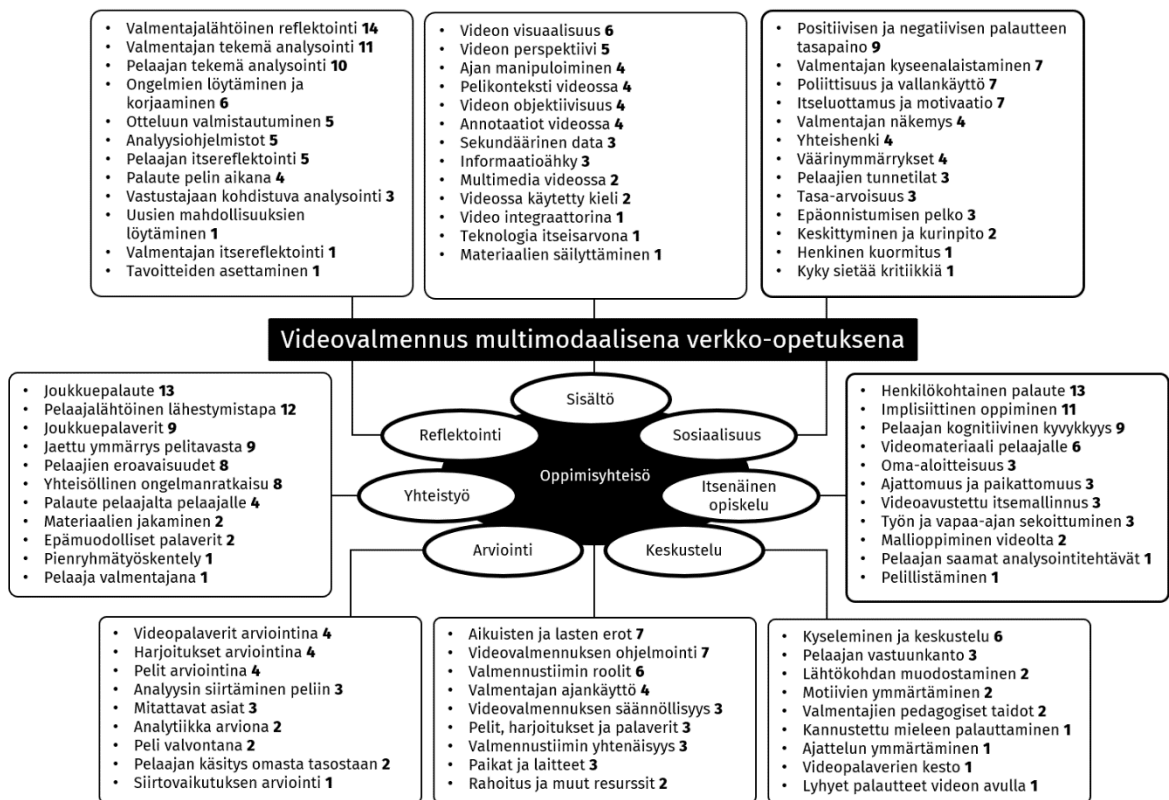 • Valmentajalähtöinen reflektointi 14
• Valmentajan tekemä analysointi 11
• Pelaajan tekemä analysointi 10
• Ongelmien löytäminen ja
korjaaminen 6
• Otteluun valmistautuminen 5
• Analyysiohjelmistot 5
• Pelaajan itsereflektointi 5
• Palaute pelin aikana 4
• Vastustajaan kohdistuva analysointi 3
• Uusien mahdollisuuksien
löytäminen 1
• Valmentajan itsereflektointi 1
• Tavoitteiden asettaminen 1
• Videon visuaalisuus 6
• Videon perspektiivi 5
• Ajan manipuloiminen 4
• Pelikonteksti videossa 4
• Videon objektiivisuus 4
• Annotaatiot videossa 4
• Sekundäärinen data 3
• Informaatioähky 3
• Multimedia videossa 2
• Videossa käytetty kieli 2
• Video integraattorina 1
• Teknologia itseisarvona 1
• Materiaalien säilyttäminen 1
• Positiivisen ja negatiivisen palautteen
tasapaino 9
• Valmentajan kyseenalaistaminen 7
• Poliittisuus ja vallankäyttö 7
• Itseluottamus ja motivaatio 7
• Valmentajan näkemys 4
• Yhteishenki 4
• Väärinymmärrykset 4
• Pelaajien tunnetilat 3
• Tasa-arvoisuus 3
• Epäonnistumisen pelko 3
• Keskittyminen ja kurinpito 2
• Henkinen kuormitus 1
• Kyky sietää kritiikkiä 1
Videovalmennus multimodaalisena verkko-opetuksena
• Joukkuepalaute 13
• Pelaajalähtöinen lähestymistapa 12
• Joukkuepalaverit 9
• Jaettu ymmärrys pelitavasta 9
• Pelaajien eroavaisuudet 8
• Yhteisöllinen ongelmanratkaisu 8
• Palaute pelaajalta pelaajalle 4
• Materiaalien jakaminen 2
• Epämuodolliset palaverit 2
• Pienryhmätyöskentely 1
• Pelaaja valmentajana 1
Sisältö
Reflektointi
Sosiaalisuus
Oppimisyhteisö
Yhteistyö
Itsenäinen
opiskelu
Arviointi
Keskustelu
• Henkilökohtainen palaute 13
• Implisiittinen oppiminen 11
• Pelaajan kognitiivinen kyvykkyys 9
• Videomateriaali pelaajalle 6
• Oma-aloitteisuus 3
• Ajattomuus ja paikattomuus 3
• Videoavustettu itsemallinnus 3
• Työn ja vapaa-ajan sekoittuminen 3
• Mallioppiminen videolta 2
• Pelaajan saamat analysointitehtävät 1
• Pelillistäminen 1
• Videopalaverit arviointina 4
• Harjoitukset arviointina 4
• Pelit arviointina 4
• Analyysin siirtäminen peliin 3
• Mitattavat asiat 3
• Analytiikka arviona 2
• Peli valvontana 2
• Pelaajan käsitys omasta tasostaan 2
• Siirtovaikutuksen arviointi 1
• Aikuisten ja lasten erot 7
• Videovalmennuksen ohjelmointi 7
• Valmennustiimin roolit 6
• Valmentajan ajankäyttö 4
• Videovalmennuksen säännöllisyys 3
• Pelit, harjoitukset ja palaverit 3
• Valmennustiimin yhtenäisyys 3
• Paikat ja laitteet 3
• Rahoitus ja muut resurssit 2
• Kyseleminen ja keskustelu 6
• Pelaajan vastuunkanto 3
• Lähtökohdan muodostaminen 2
• Motiivien ymmärtäminen 2
• Valmentajien pedagogiset taidot 2
• Kannustettu mieleen palauttaminen 1
• Ajattelun ymmärtäminen 1
• Videopalaverien kesto 1
• Lyhyet palautteet videon avulla 1